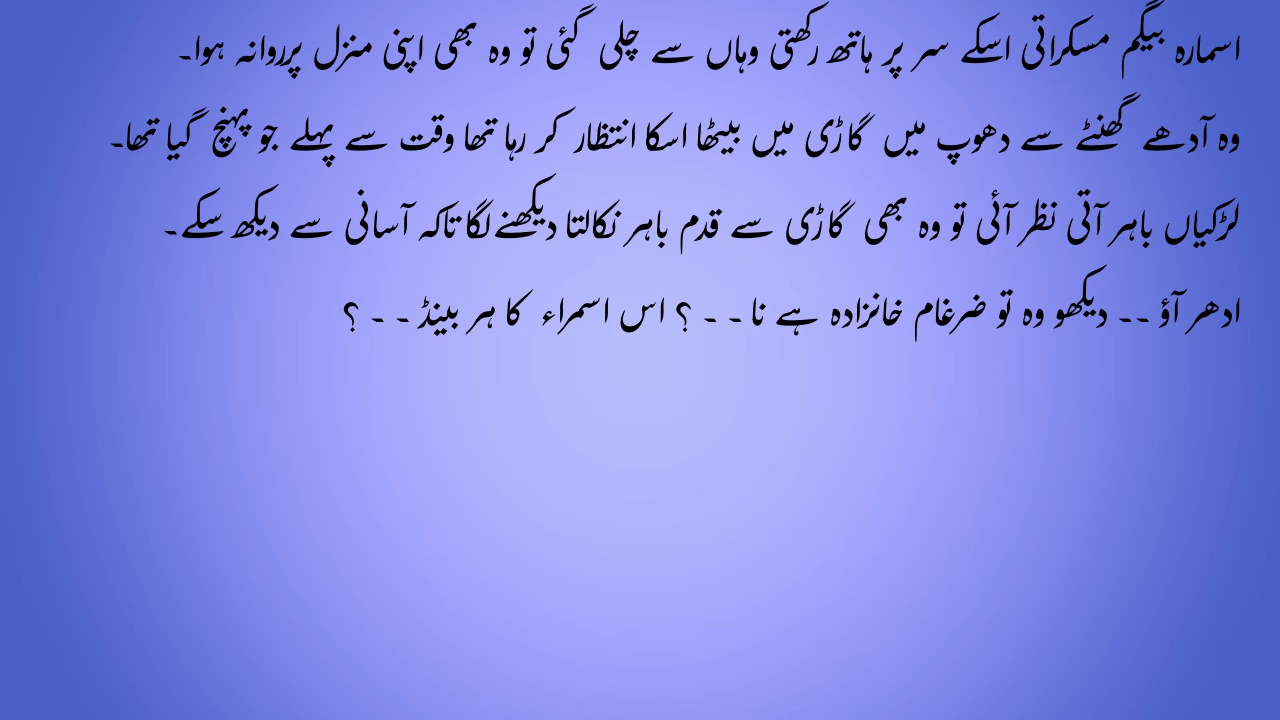 اسمارہ بیگم مسکراتی اسکے سر پر ہاتھ رکھتی وہاں سے چلی گئی تو وہ بھی اپنی منزل پرروانہ ہوا۔
وہ آدھے گھنٹے سے دھوپ میں گاڑی میں بیٹھا اسکا انتظار کر رہا تھا وقت سے پہلے جو پہنچ گیا تھا۔
لڑکیاں باہر آتی نظر آئی تو وہ بھی گاڑی سے قدم باہر نکالتا دیکھنے لگا تاکہ آسانی سے دیکھ سکے۔
ادھر آؤ ۔۔ دیکھو وہ تو ضرغام خانزادہ ہے نا ۔ ۔ ؟ اس اسمراء کا ہر بینڈ ۔ ۔ ؟